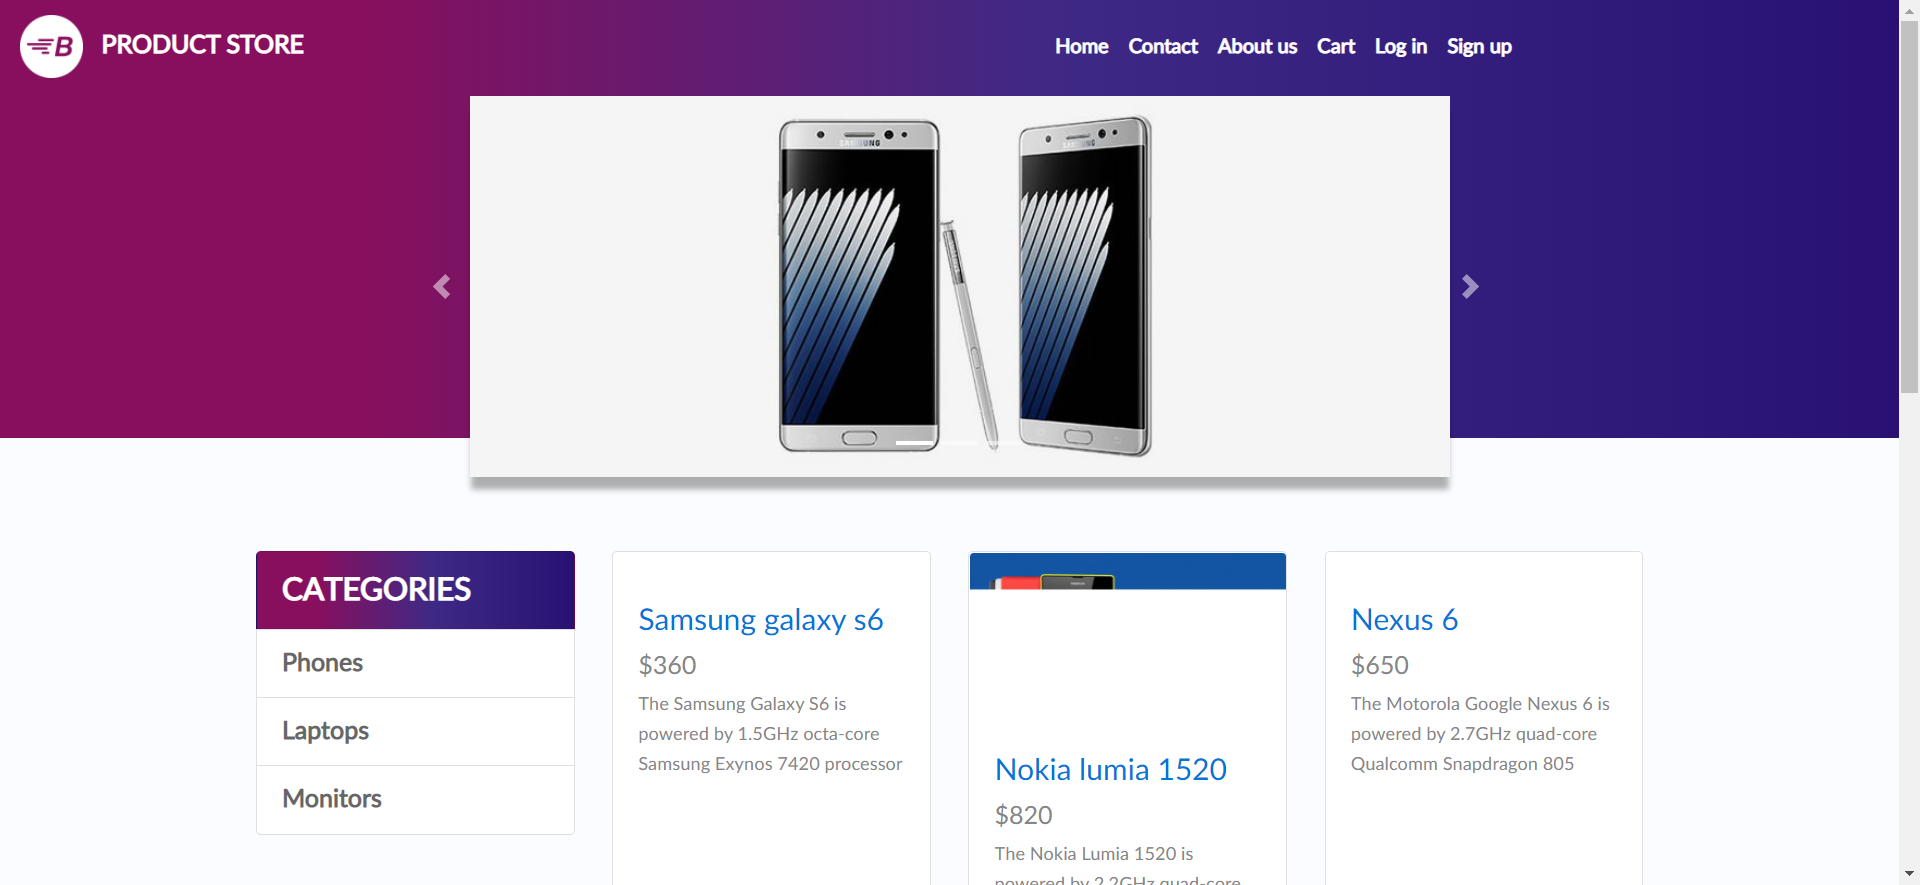 B PRODUCT STORE
Home Contact About us Cart Log in Sign up
SAMSUNG
CATEGORIES
Phones
Laptops
Monitors
Samsung galaxy s6
$360
The Samsung Galaxy S6 is
powered by 1.5GHz octa-core
Samsung Exynos 7420 processor
Nokia lumia 1520
$820
The Nokia Lumia 1520 is
powered by 2.2GHz quad-core
Nexus 6
$650
The Motorola Google Nexus 6 is
powered by 2.7GHz quad-core
Qualcomm Snapdragon 805